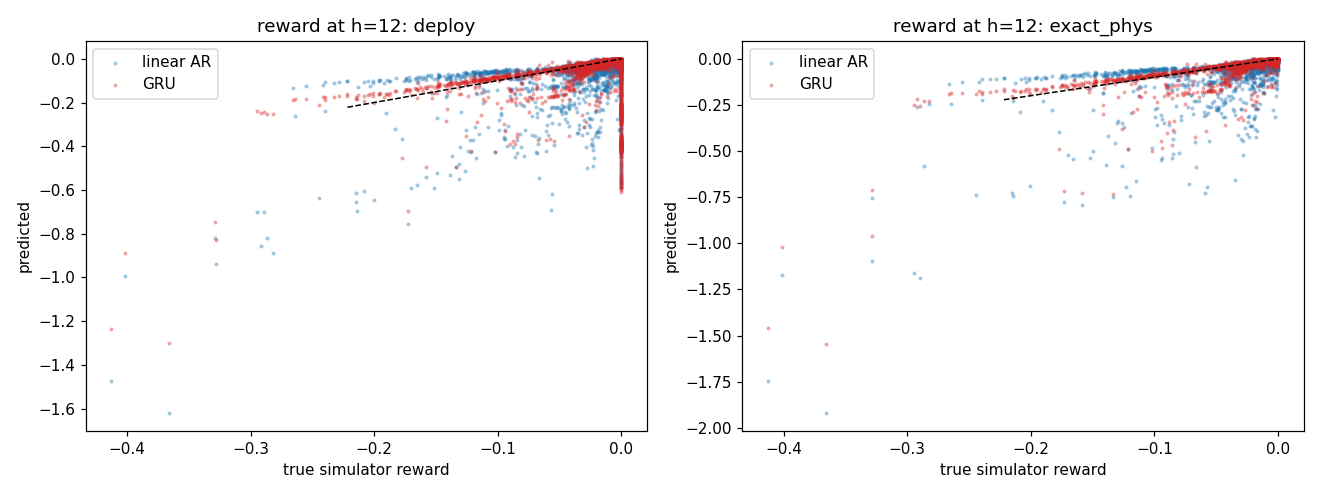 reward at h=12: deploy
linear AR
GRU
0.0
−0.2
−0.4
−0.6
−0.8
−1.0
−1.2
−1.4
−1.6
predicted
−0.4
−0.3
−0.2
−0.1
0.0
true simulator reward
reward at h=12: exact_phys
linear AR
GRU
0.00
−0.25
−0.50
−0.75
−1.00
−1.25
−1.50
−1.75
−2.00
predicted
−0.4
−0.3
−0.2
−0.1
0.0
true simulator reward